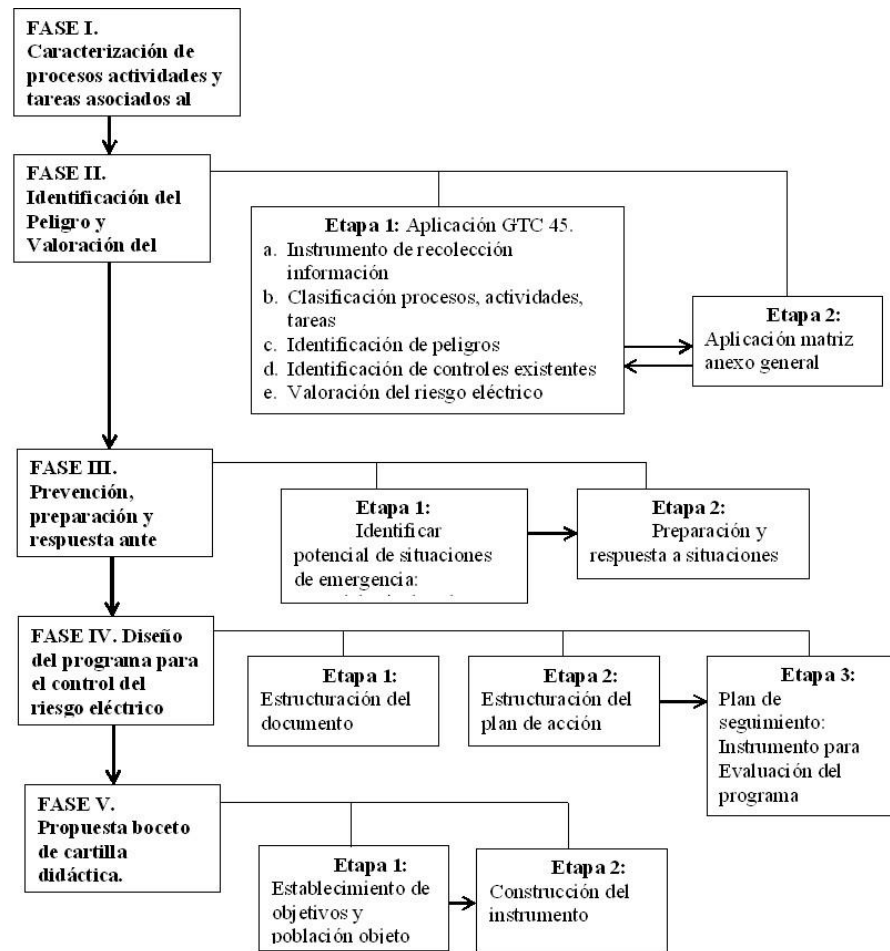 FASE I.
Caracterización de
procesos actividades y
tareas asociados al
FASE II.
Identificación del
Peligro y
Valoración del
Etapa 1: Aplicación GTC 45.
a. Instrumento de recolección
información
b. Clasificación procesos, actividades,
tareas
c. Identificación de peligros
d. Identificación de controles existentes
e. Valoración del riesgo eléctrico
Etapa 2:
Aplicación matriz
anexo general
FASE III.
Prevención,
preparación y
respuesta ante
Etapa 1:
Identificar
potencial de situaciones
de emergencia:
Etapa 2:
Preparación y
respuesta a situaciones
FASE IV. Diseño
del programa para
el control del
riesgo eléctrico
Etapa 1:
Estructuración del
documento
Etapa 2:
Estructuración del
plan de acción
Etapa 3:
Plan de
seguimiento:
Instrumento para
Evaluación del
programa
FASE V.
Propuesta boceto
de cartilla
didáctica.
Etapa 1:
Establecimiento de
objetivos y
población objeto
Etapa 2:
Construcción del
instrumento